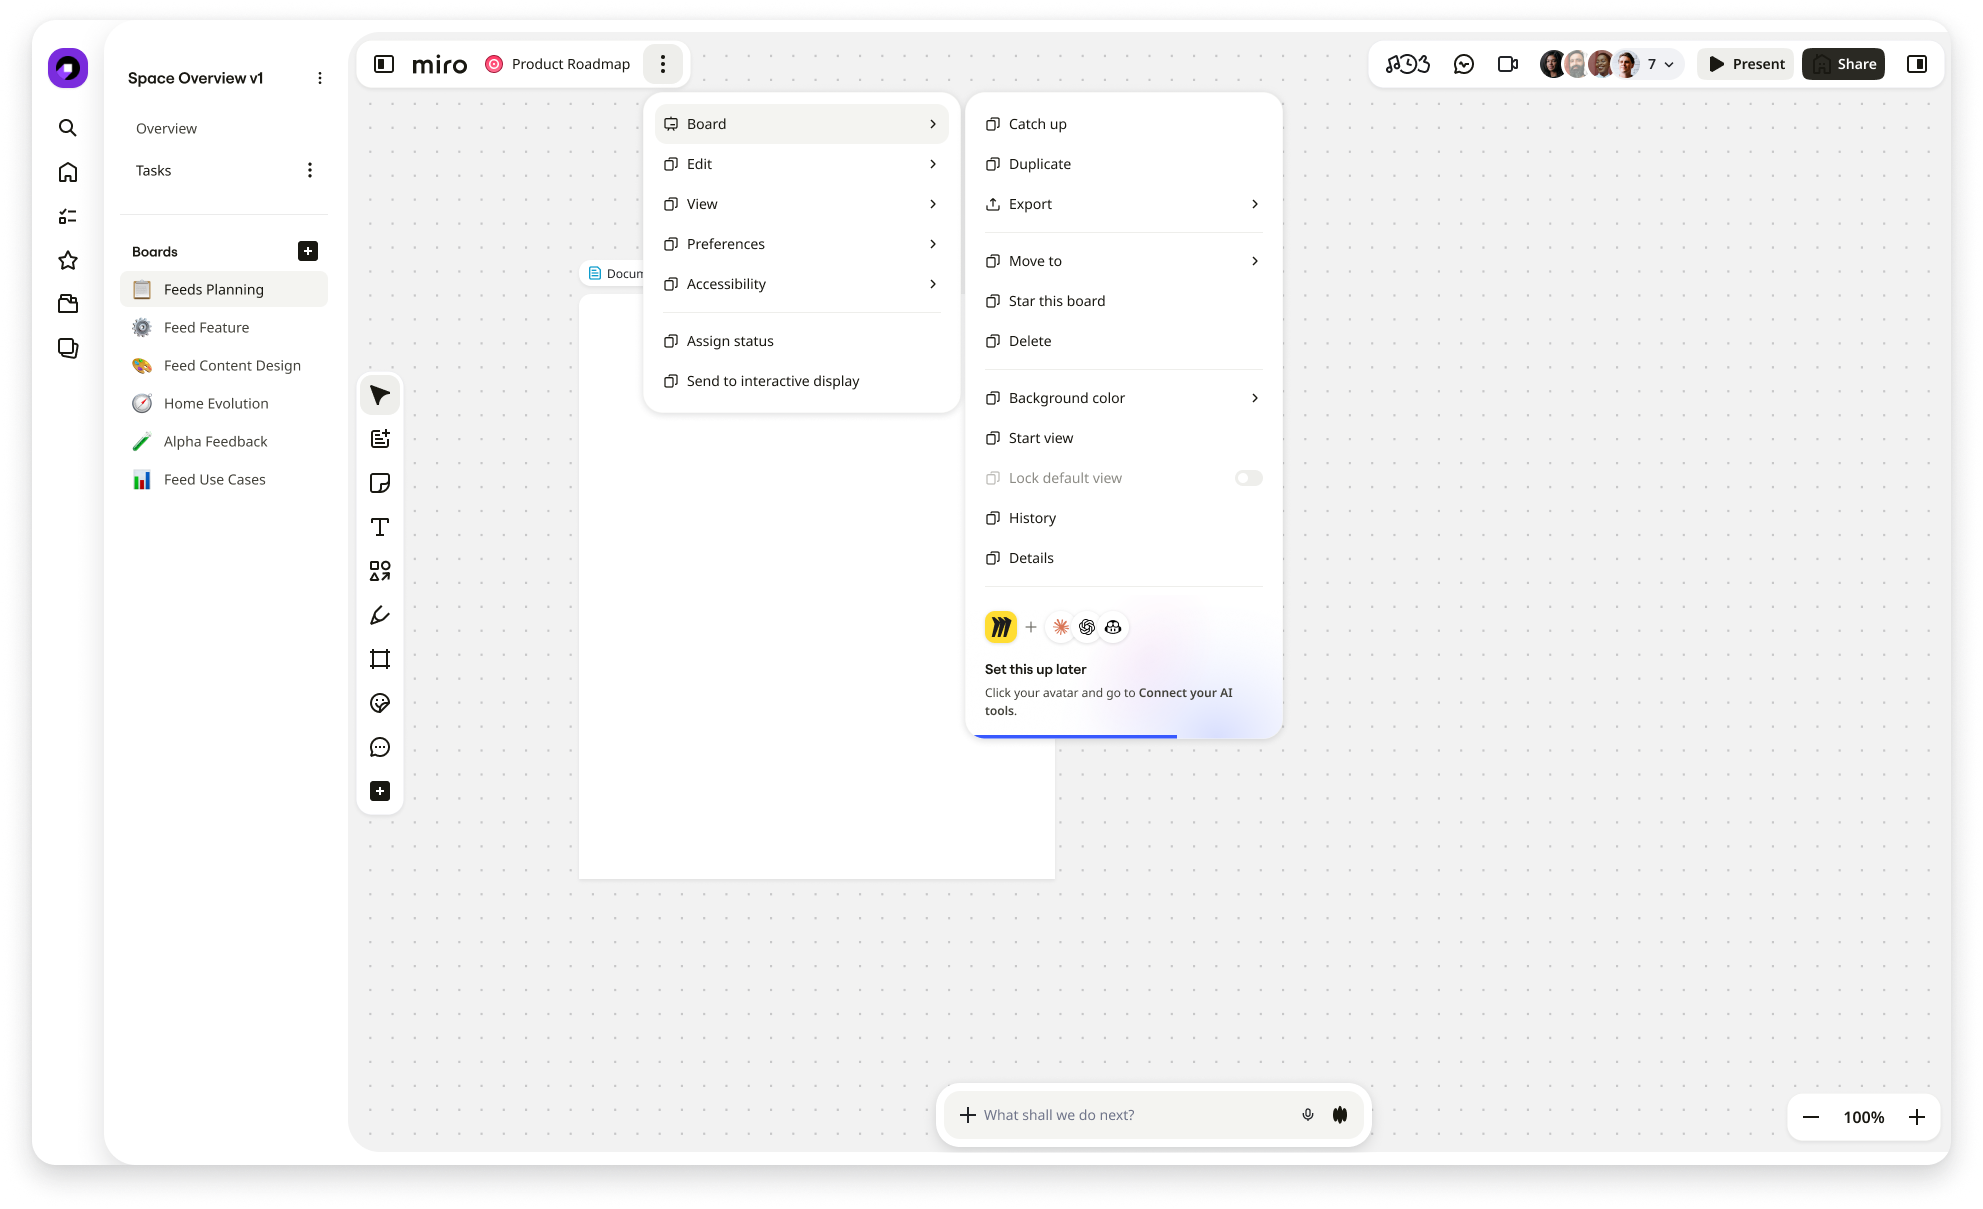 Space Overview v1
Overview
Tasks
Boards
Feeds Planning
Feed Feature
Feed Content Design
Home Evolution
Alpha Feedback
Feed Use Cases
miro
Product Roadmap
7
Present
Share
Board
Edit
View
Preferences
Accessibility
Assign status
Send to interactive display
Catch up
Duplicate
Export
Move to
Star this board
Delete
Background color
Start view
Lock default view
History
Details
Set this up later
Click your avatar and go to Connect your AI
tools.
Docum
What shall we do next?
100%